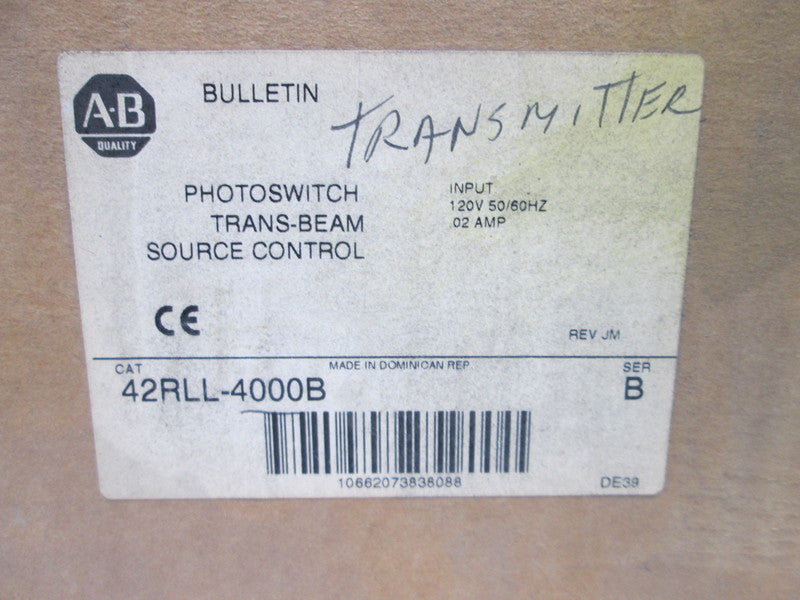 A·B
QUALITY
BULLETIN
TRANSMITTER
PHOTOSWITCH
TRANS-BEAM
SOURCE CONTROL
INPUT
120V 50/60HZ
.02 AMP
CE
REV JM
CAT
MADE IN DOMINICAN REP.
SER
42RLL-4000B
B
10662073838088
DE39